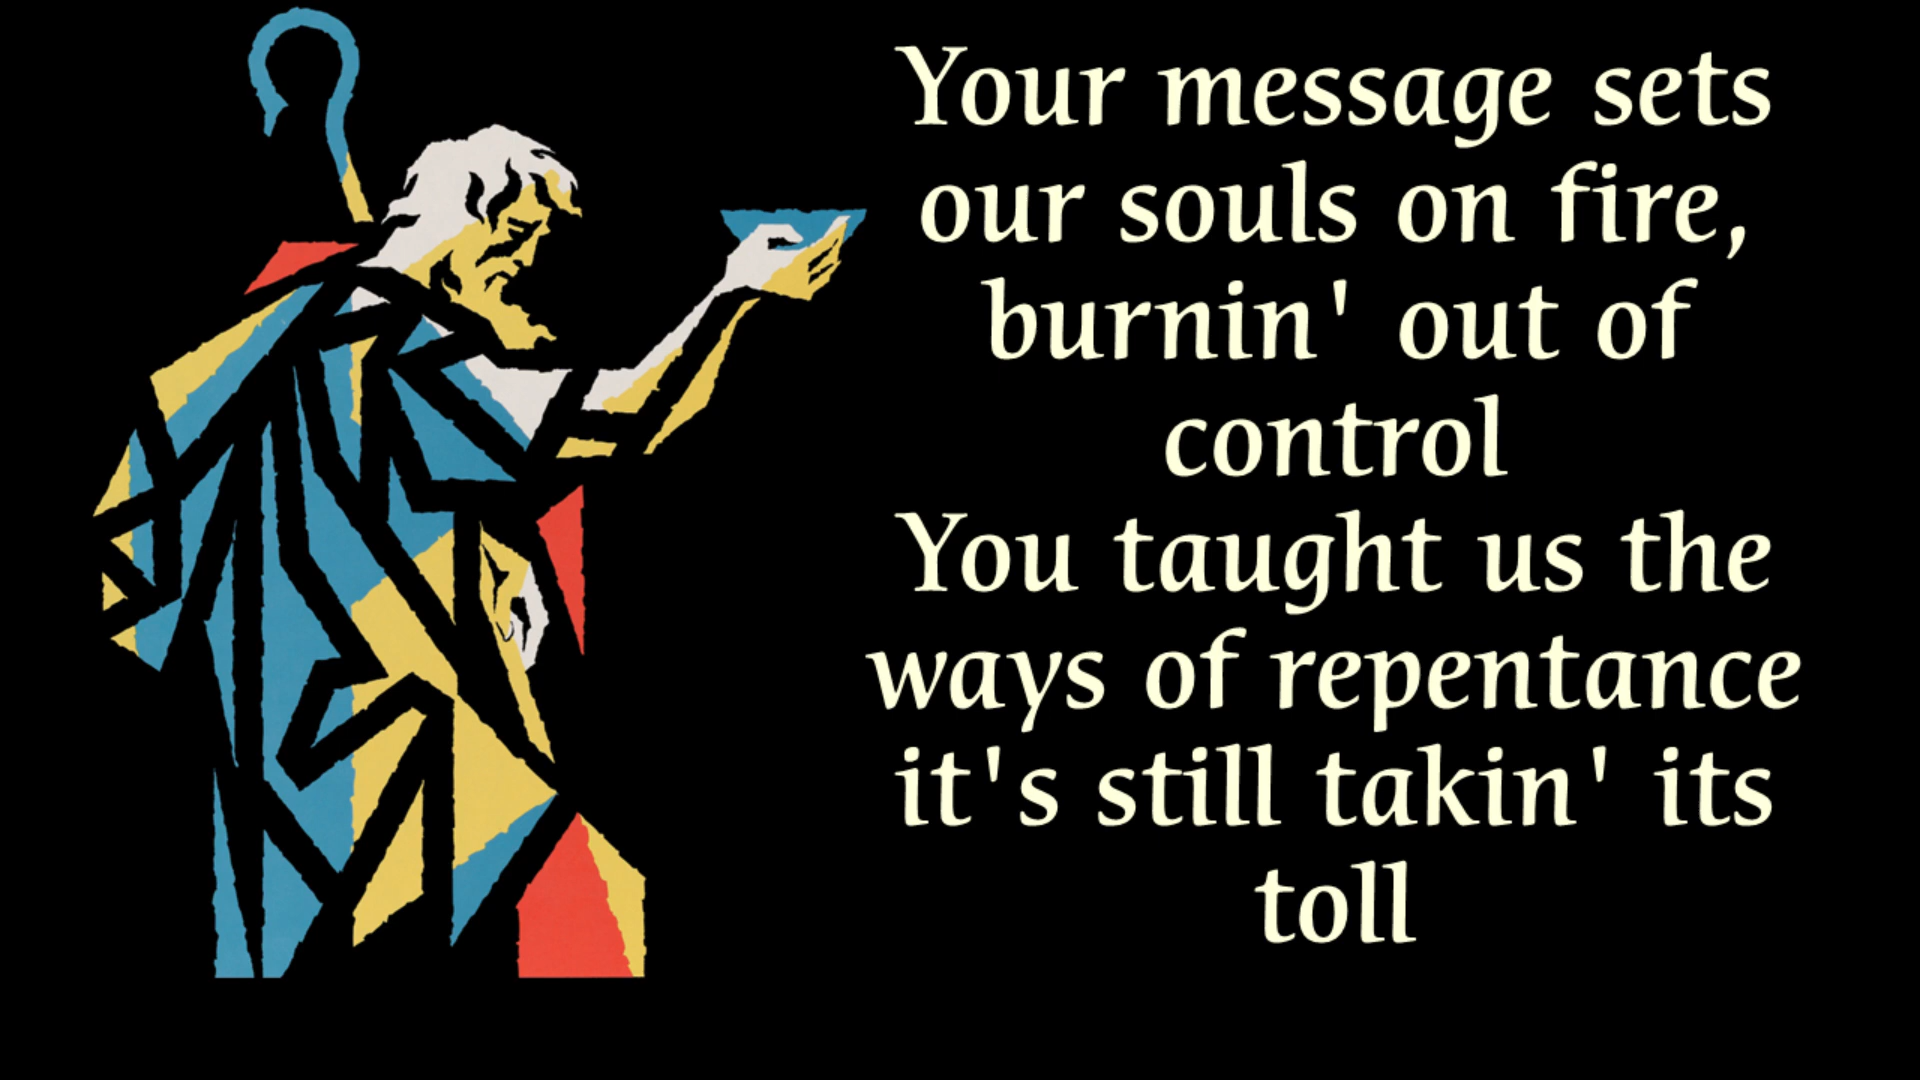 Your message sets
our souls on fire,
burnin' out of
control
You taught us the
ways of repentance
it's still takin' its
toll